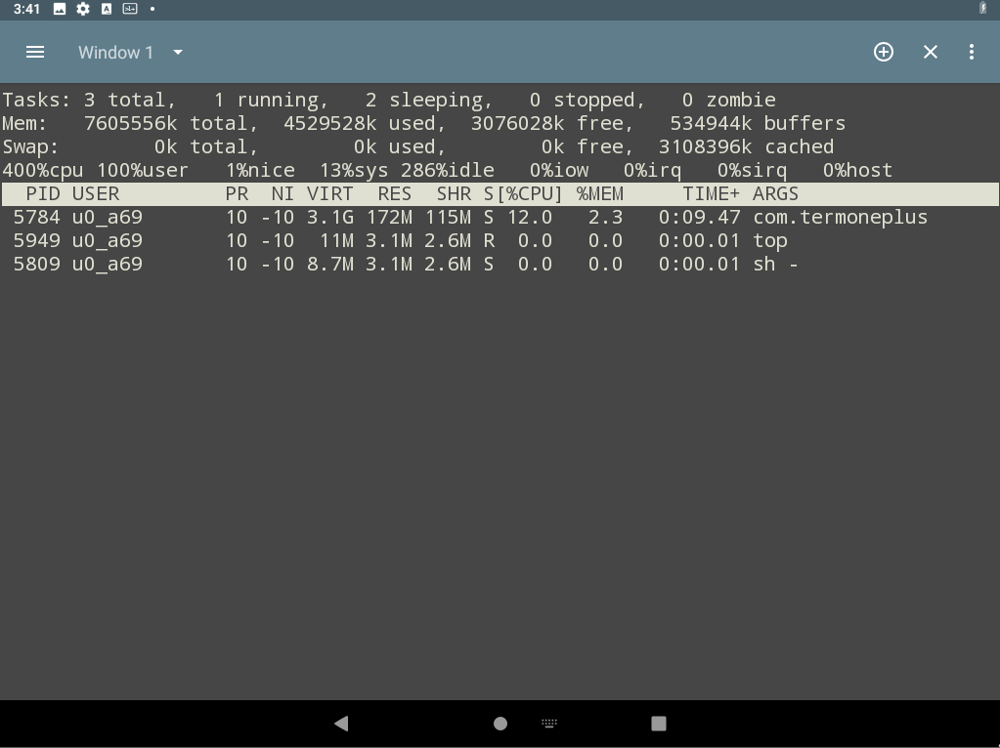 3:41
Window 1
Tasks: 3 total, 1 running, 2 sleeping, 0 stopped, 0 zombie
Mem: 7605556k total, 4529528k used, 3076028k free, 534944k buffers
Swap: 0k total, 0k used, 0k free, 3108396k cached
400%cpu 100%user 1%nice 13%sys 286%idle 0%iow 0%irq 0%sirq 0%host
PID USER PR NI VIRT RES SHR S[%CPU] %MEM TIME+ ARGS
5784 u0_a69 10 -10 3.1G 172M 115M S 12.0 2.3 0:09.47 com.termoneplus
5949 u0_a69 10 -10 11M 3.1M 2.6M R 0.0 0.0 0:00.01 top
5809 u0_a69 10 -10 8.7M 3.1M 2.6M S 0.0 0.0 0:00.01 sh -